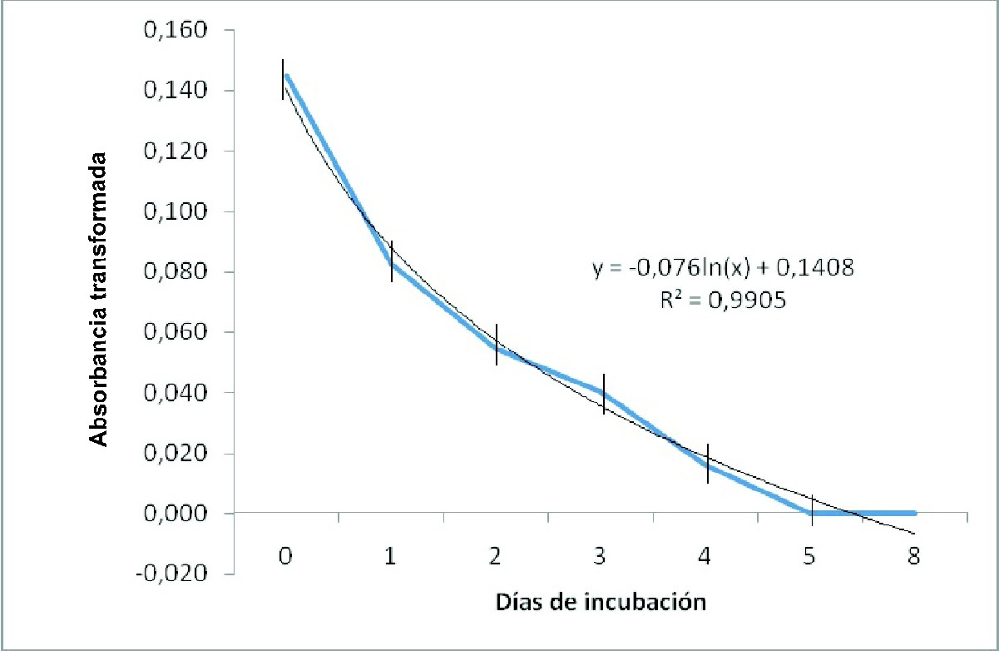 0,160
0,140
0,120
0,100
0,080
0,060
0,040
0,020
0,000
-0,020
Absorbancia transformada
y = -0,076ln(x) + 0,1408
R² = 0,9905
0 1 2 3 4 5 8
Días de incubación